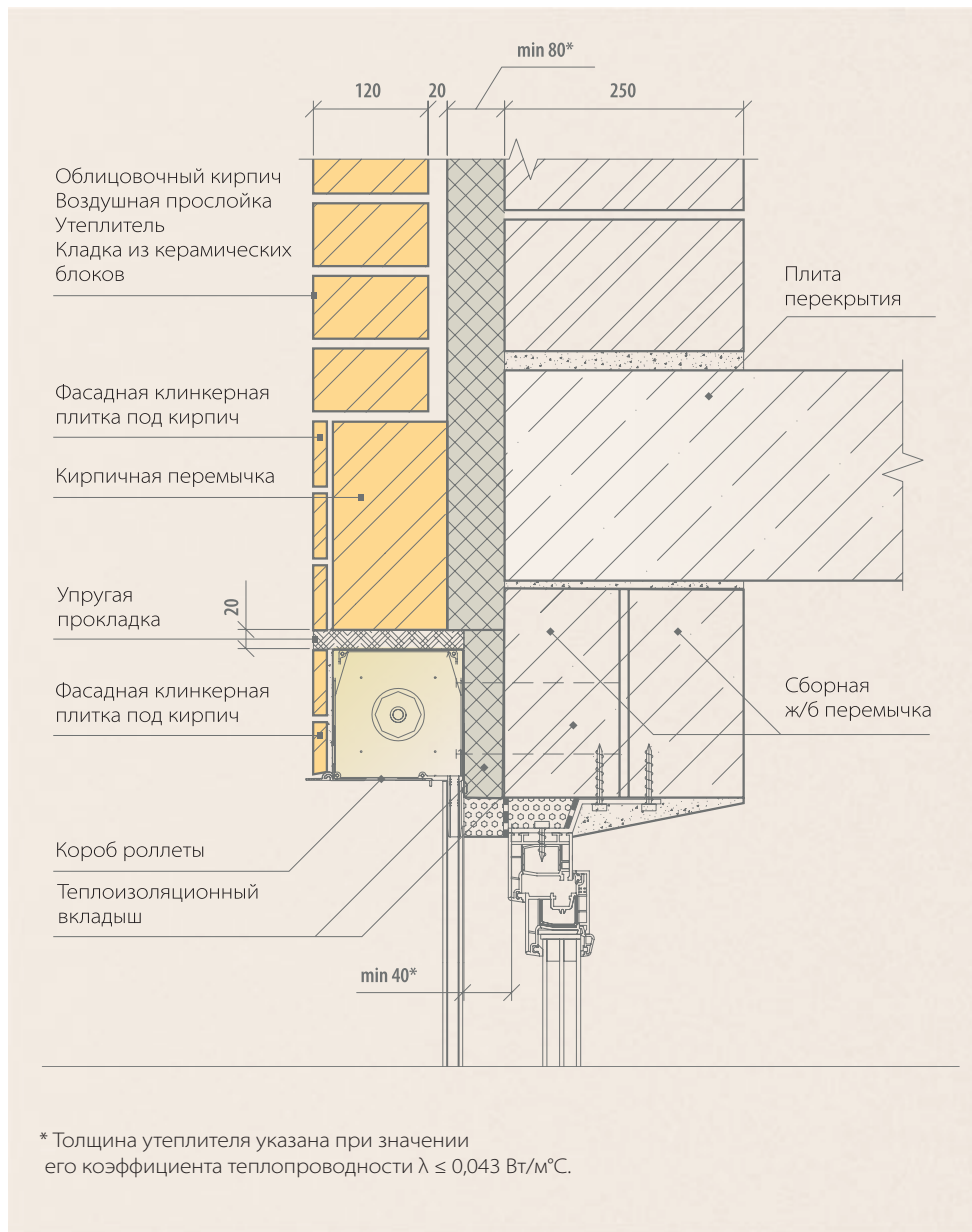 min 80*
120
20
250
Облицовочный кирпич
Воздушная прослойка
Утеплитель
Кладка из керамических
блоков
Плита
перекрытия
Фасадная клинкерная
плитка под кирпич
Кирпичная перемычка
Упругая
прокладка
20
Фасадная клинкерная
плитка под кирпич
Сборная
ж/б перемычка
Короб роллеты
Теплоизоляционный
вкладыш
min 40*
* Толщина утеплителя указана при значении
его коэффициента теплопроводности λ ≤ 0,043 Вт/м°С.